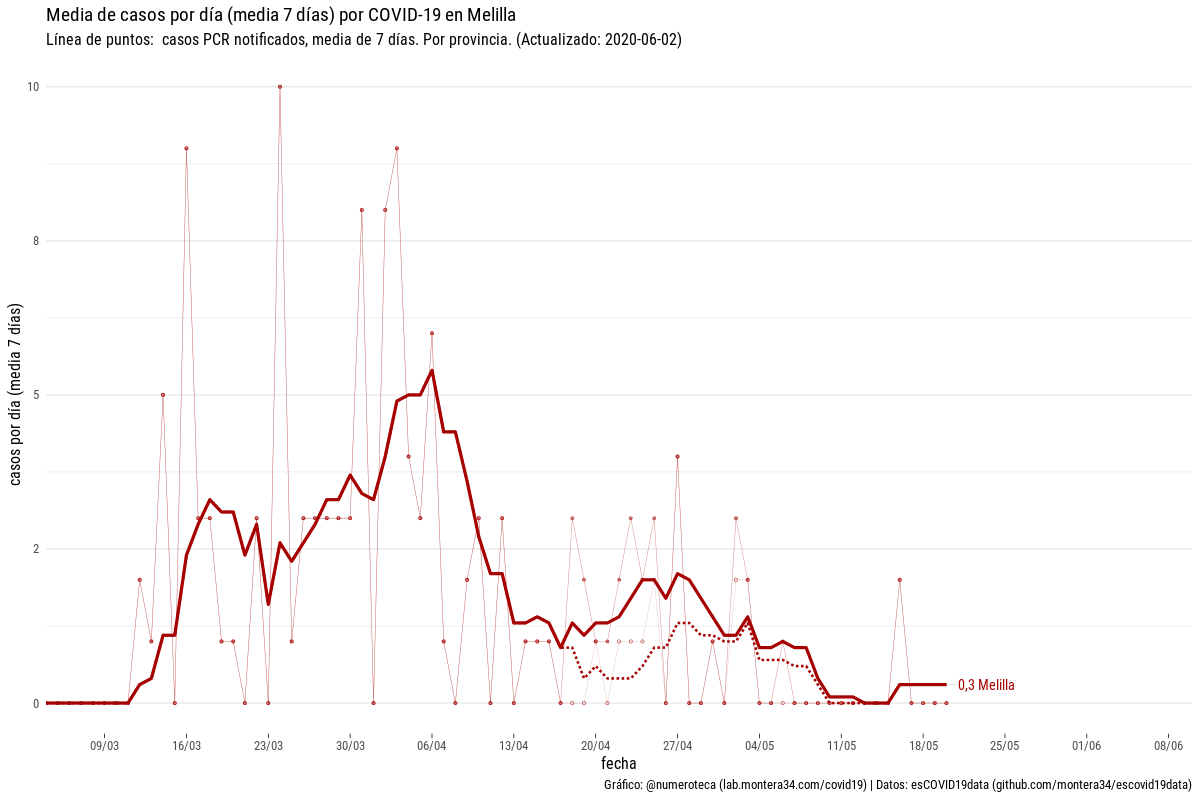 Media de casos por día (media 7 días) por COVID-19 en Melilla
Línea de puntos:  casos PCR notificados, media de 7 días. Por provincia. (Actualizado: 2020-06-02)
casos por día (media 7 días)
10
8
5
2
0
0,3 Melilla
09/03 16/03 23/03 30/03 06/04 13/04 20/04 27/04 04/05 11/05 18/05 25/05 01/06 08/06
fecha
Gráfico: @numeroteca (lab.montera34.com/covid19) | Datos: esCOVID19data (github.com/montera34/escovid19data)